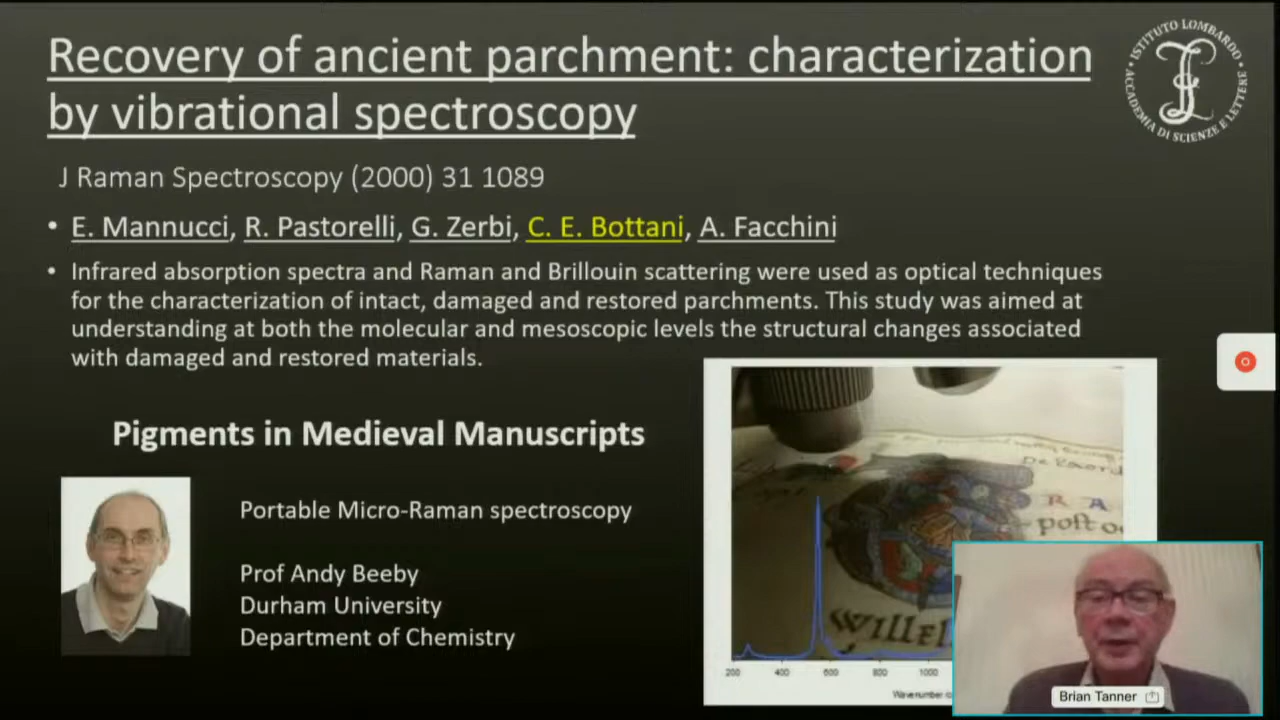 Recovery of ancient parchment: characterization
by vibrational spectroscopy
ISTITUTO LOMBARDO
ACCADEMIA DI SCIENZE E LETTERE
J Raman Spectroscopy (2000) 31 1089
• E. Mannucci, R. Pastorelli, G. Zerbi, C. E. Bottani, A. Facchini
• Infrared absorption spectra and Raman and Brillouin scattering were used as optical techniques
for the characterization of intact, damaged and restored parchments. This study was aimed at
understanding at both the molecular and mesoscopic levels the structural changes associated
with damaged and restored materials.
Pigments in Medieval Manuscripts
Portable Micro-Raman spectroscopy
Prof Andy Beeby
Durham University
Department of Chemistry
R A
post
WILLEL
200 400 600 800 1000
Wavenumber
Brian Tanner